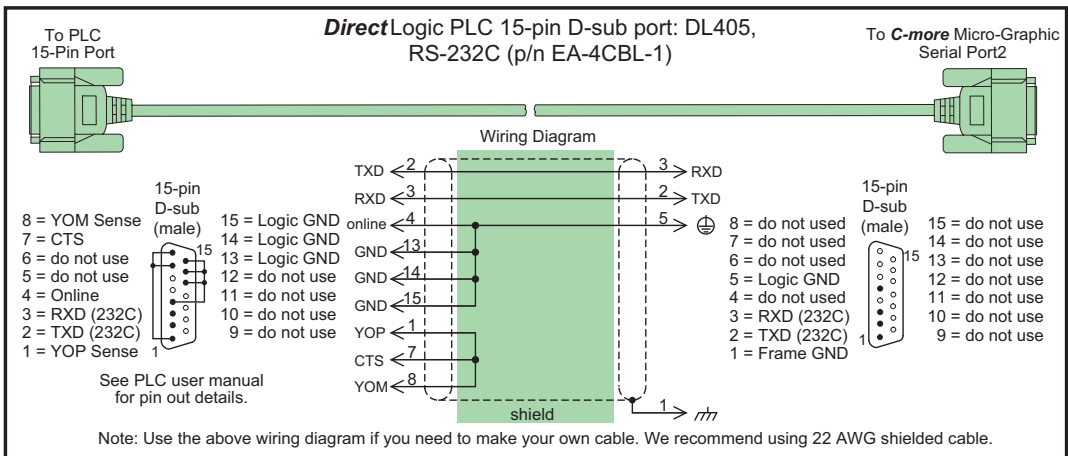 DirectLogic PLC 15-pin D-sub port: DL405,
RS-232C (p/n EA-4CBL-1)
To PLC
15-Pin Port
To C-more Micro-Graphic
Serial Port2
Wiring Diagram
15-pin
D-sub
(male)
8 = YOM Sense
7 = CTS
6 = do not use
5 = do not use
4 = Online
3 = RXD (232C)
2 = TXD (232C)
1 = YOP Sense
15
1
15 = Logic GND
14 = Logic GND
13 = Logic GND
12 = do not use
11 = do not use
10 = do not use
9 = do not use
See PLC user manual
for pin out details.
TXD 2 3 RXD
RXD 3 2 TXD
online 4 5
GND 13
GND 14
GND 15
YOP 1
CTS 7
YOM 8
shield
1
15-pin
D-sub
(male)
8 = do not used
7 = do not used
6 = do not used
5 = Logic GND
4 = do not used
3 = RXD (232C)
2 = TXD (232C)
1 = Frame GND
15
1
15 = do not use
14 = do not use
13 = do not use
12 = do not use
11 = do not use
10 = do not use
9 = do not use
Note: Use the above wiring diagram if you need to make your own cable. We recommend using 22 AWG shielded cable.